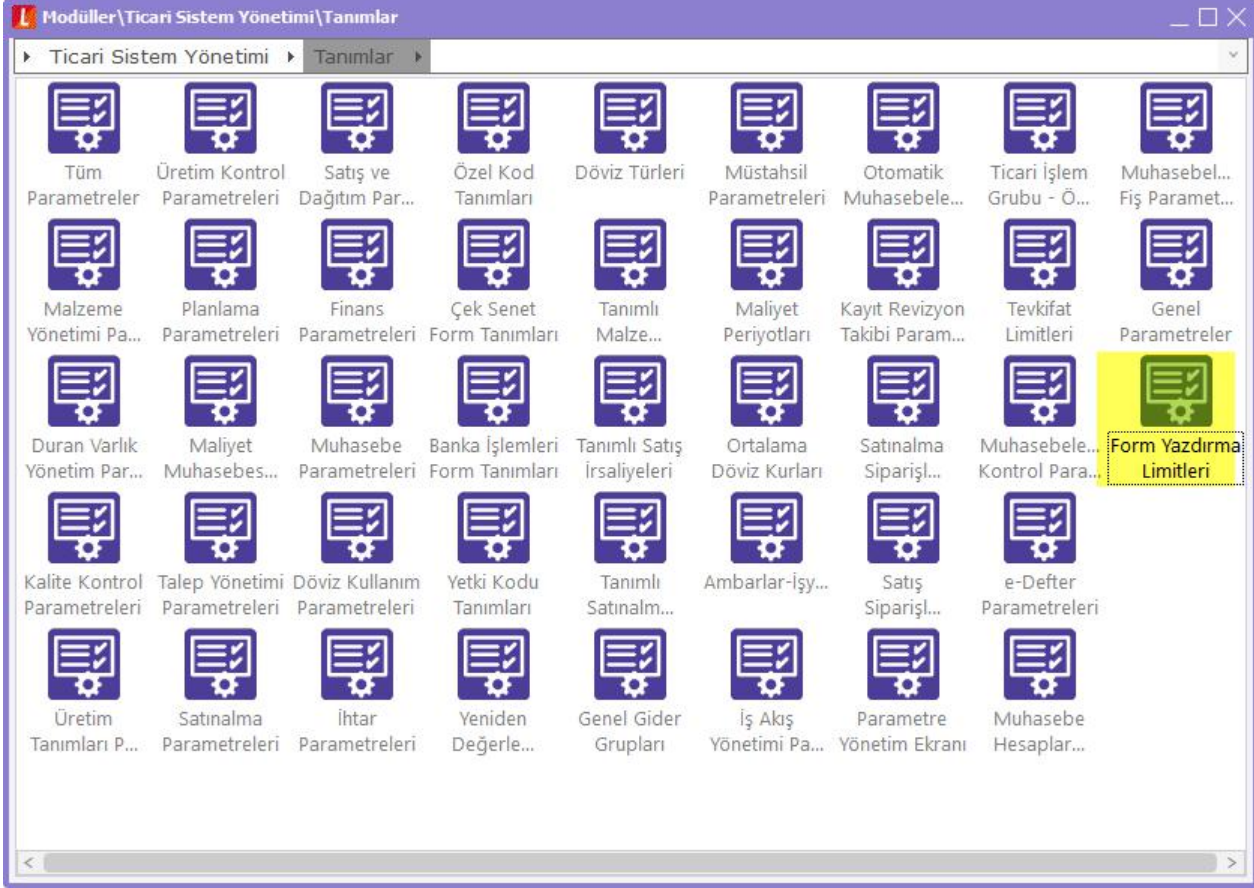 Modüller\Ticari Sistem Yönetimi\Tanımlar
Ticari Sistem Yönetimi Tanımlar
Tüm Üretim Kontrol Satış ve Özel Kod Döviz Türleri Müstahsil Otomatik Ticari İşlem Muhasebel...
Parametreler Parametreleri Dağıtım Par... Tanımları Parametreleri Muhasebele... Grubu - Ö... Fiş Paramet...
Malzeme Planlama Finans Çek Senet Tanımlı Maliyet Kayıt Revizyon Tevkifat Genel
Yönetimi Pa... Parametreleri Parametreleri Form Tanımları Malze... Periyotları Takibi Param... Limitleri Parametreler
Duran Varlık Maliyet Muhasebe Banka İşlemleri Tanımlı Satış Ortalama Satınalma Muhasebele... Form Yazdırma
Yönetim Par... Muhasebes... Parametreleri Form Tanımları İrsaliyeleri Döviz Kurları Siparişl... Kontrol Para... Limitleri
Kalite Kontrol Talep Yönetimi Döviz Kullanım Yetki Kodu Tanımlı Ambarlar-İşy... Satış e-Defter
Parametreleri Parametreleri Parametreleri Tanımları Satınalm... Siparişl... Parametreleri
Üretim Satınalma İhtar Yeniden Genel Gider İş Akış Parametre Muhasebe
Tanımları P... Parametreleri Parametreleri Değerle... Grupları Yönetimi Pa... Yönetim Ekranı Hesaplar...